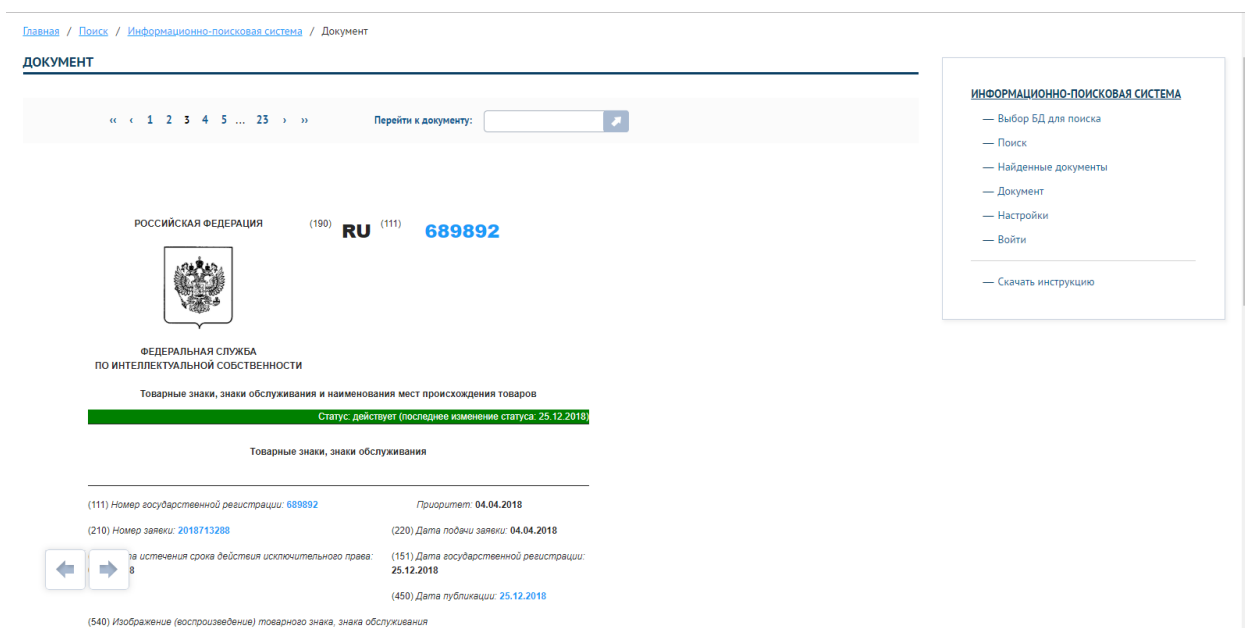 Главная / Поиск / Информационно-поисковая система / Документ
ДОКУМЕНТ
‹‹ ‹ 1 2 3 4 5 ... 23 › ›› Перейти к документу:
РОССИЙСКАЯ ФЕДЕРАЦИЯ (190) RU (111) 689892
ФЕДЕРАЛЬНАЯ СЛУЖБА
ПО ИНТЕЛЛЕКТУАЛЬНОЙ СОБСТВЕННОСТИ
Товарные знаки, знаки обслуживания и наименования мест происхождения товаров
Статус: действует (последнее изменение статуса: 25.12.2018)
Товарные знаки, знаки обслуживания
(111) Номер государственной регистрации: 689892
Приоритет: 04.04.2018
(210) Номер заявки: 2018713288
(220) Дата подачи заявки: 04.04.2018
истечения срока действия исключительного права:
(151) Дата государственной регистрации:
25.12.2018
(450) Дата публикации: 25.12.2018
(540) Изображение (воспроизведение) товарного знака, знака обслуживания
ИНФОРМАЦИОННО-ПОИСКОВАЯ СИСТЕМА
— Выбор БД для поиска
— Поиск
— Найденные документы
— Документ
— Настройки
— Войти
— Скачать инструкцию